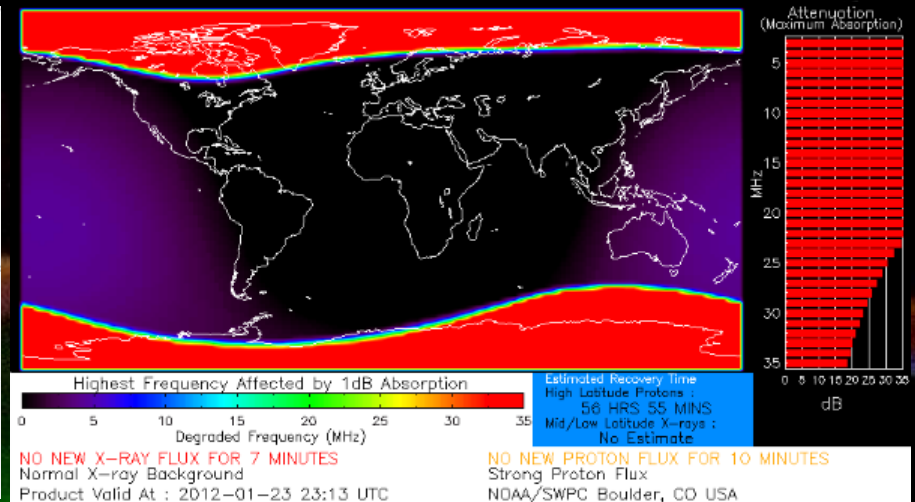 Attenuation
(Maximum Absorption)
5
10
15
20
25
30
35
MHz
0 5 10 15 20 25 30 35
dB
Highest Frequency Affected by 1dB Absorption
0 5 10 15 20 25 30 35
Degraded Frequency (MHz)
Estimated Recovery Time
High Latitude Protons :
56 HRS 55 MINS
Mid/Low Latitude X-rays :
No Estimate
NO NEW X-RAY FLUX FOR 7 MINUTES
Normal X-ray Background
Product Valid At : 2012-01-23 23:13 UTC
NO NEW PROTON FLUX FOR 10 MINUTES
Strong Proton Flux
NOAA/SWPC Boulder, CO USA